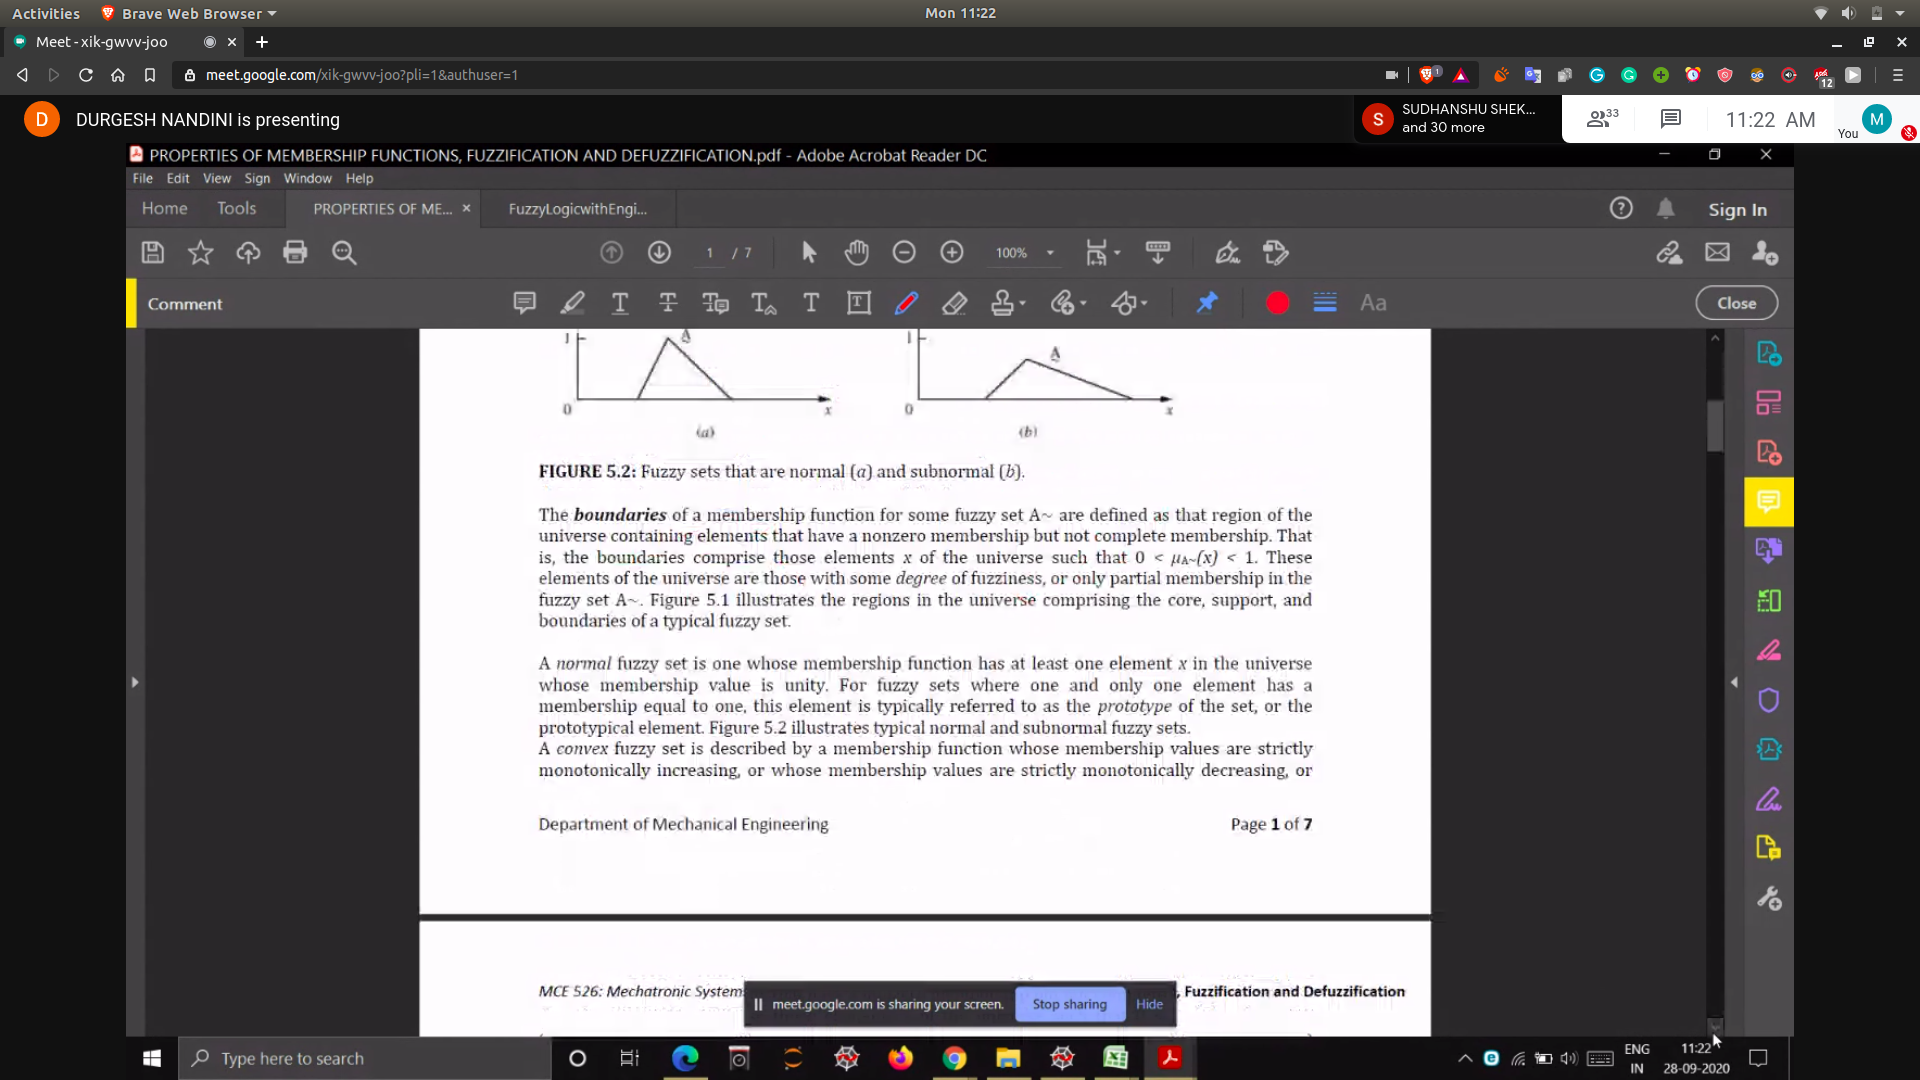 Activities Brave Web Browser Mon 11:22
Meet - xik-gwvv-joo
meet.google.com/xik-gwvv-joo?pli=1&authuser=1 1 12
D DURGESH NANDINI is presenting
S SUDHANSHU SHEK...
and 30 more
33 11:22 AM
You M
PROPERTIES OF MEMBERSHIP FUNCTIONS, FUZZIFICATION AND DEFUZZIFICATION.pdf - Adobe Acrobat Reader DC
File Edit View Sign Window Help
Home Tools PROPERTIES OF ME... FuzzyLogicwithEngi... Sign In
1 / 7 100%
Comment Aa Close
1 A 1 A
0 x 0 x
(a) (b)
FIGURE 5.2: Fuzzy sets that are normal (a) and subnormal (b).
The boundaries of a membership function for some fuzzy set A~ are defined as that region of the
universe containing elements that have a nonzero membership but not complete membership. That
is, the boundaries comprise those elements x of the universe such that 0 < μA~(x) < 1. These
elements of the universe are those with some degree of fuzziness, or only partial membership in the
fuzzy set A~. Figure 5.1 illustrates the regions in the universe comprising the core, support, and
boundaries of a typical fuzzy set.
A normal fuzzy set is one whose membership function has at least one element x in the universe
whose membership value is unity. For fuzzy sets where one and only one element has a
membership equal to one, this element is typically referred to as the prototype of the set, or the
prototypical element. Figure 5.2 illustrates typical normal and subnormal fuzzy sets.
A convex fuzzy set is described by a membership function whose membership values are strictly
monotonically increasing, or whose membership values are strictly monotonically decreasing, or
Department of Mechanical Engineering Page 1 of 7
MCE 526: Mechatronic Systems , Fuzzification and Defuzzification
meet.google.com is sharing your screen. Stop sharing Hide
Type here to search
ENG
IN
11:22
28-09-2020